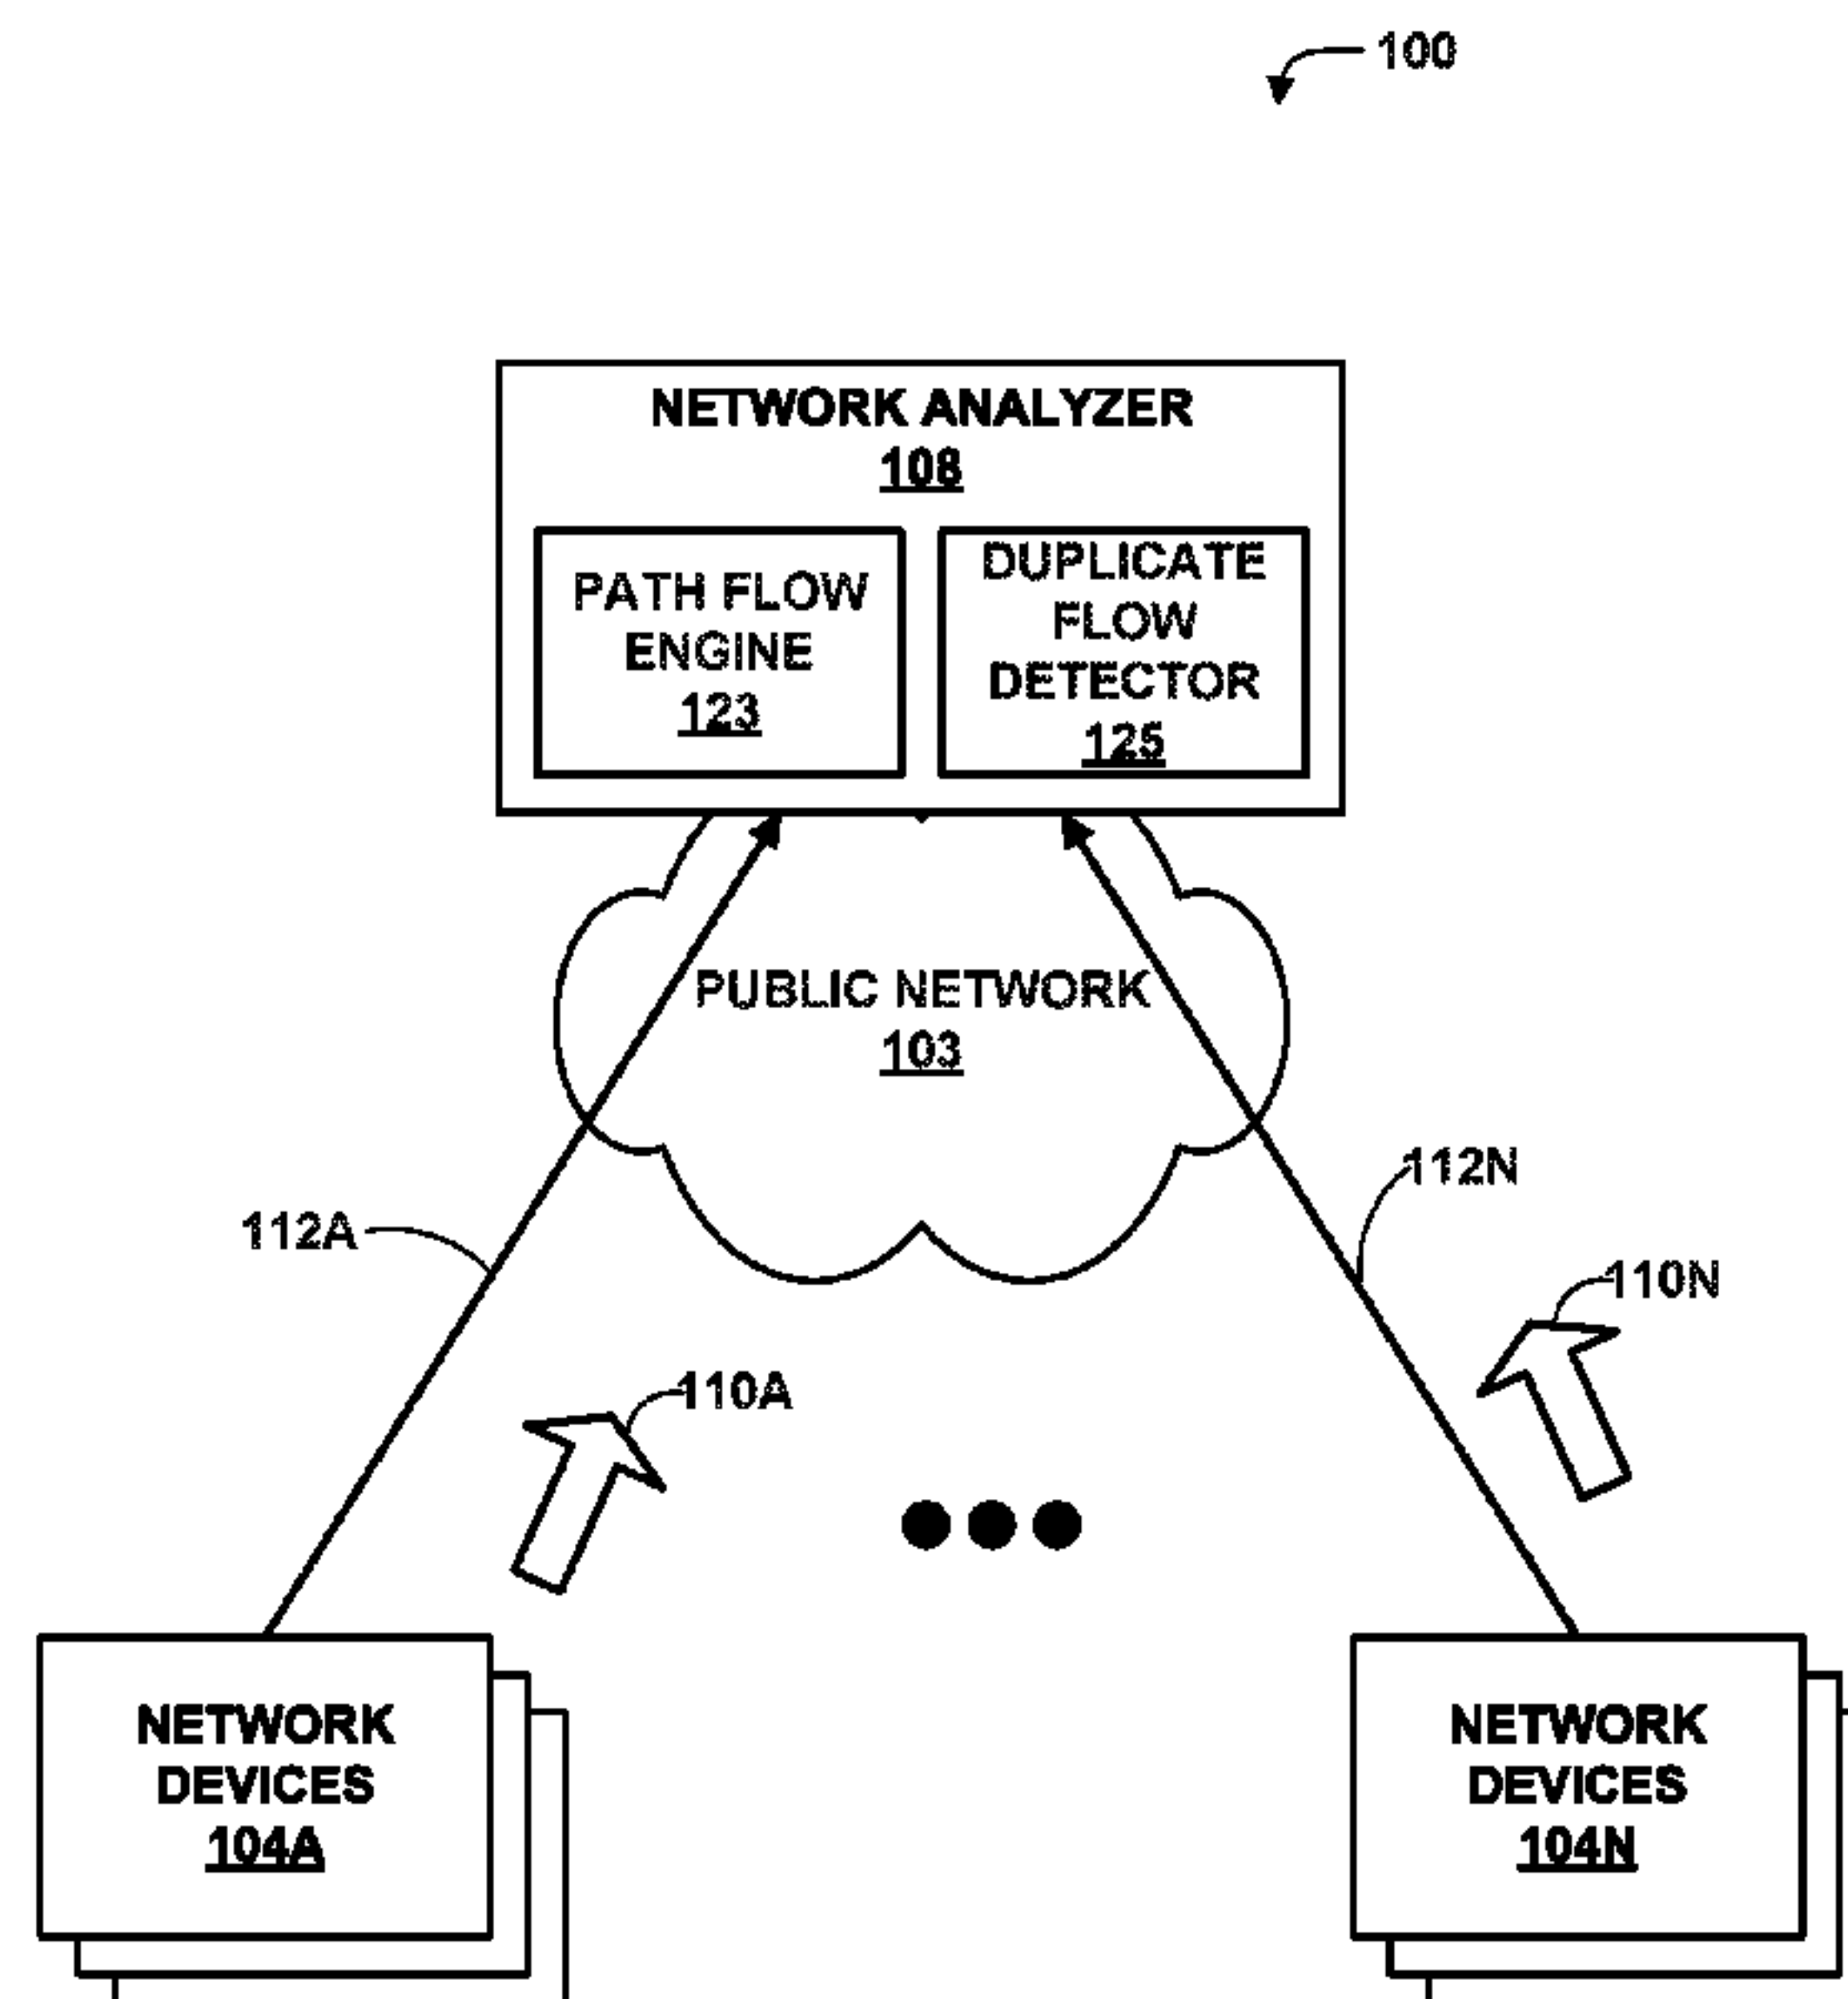 100
NETWORK ANALYZER
108
PATH FLOW
ENGINE
123
DUPLICATE
FLOW
DETECTOR
125
PUBLIC NETWORK
103
112N
112A
110N
110A
NETWORK
DEVICES
104A
NETWORK
DEVICES
104N